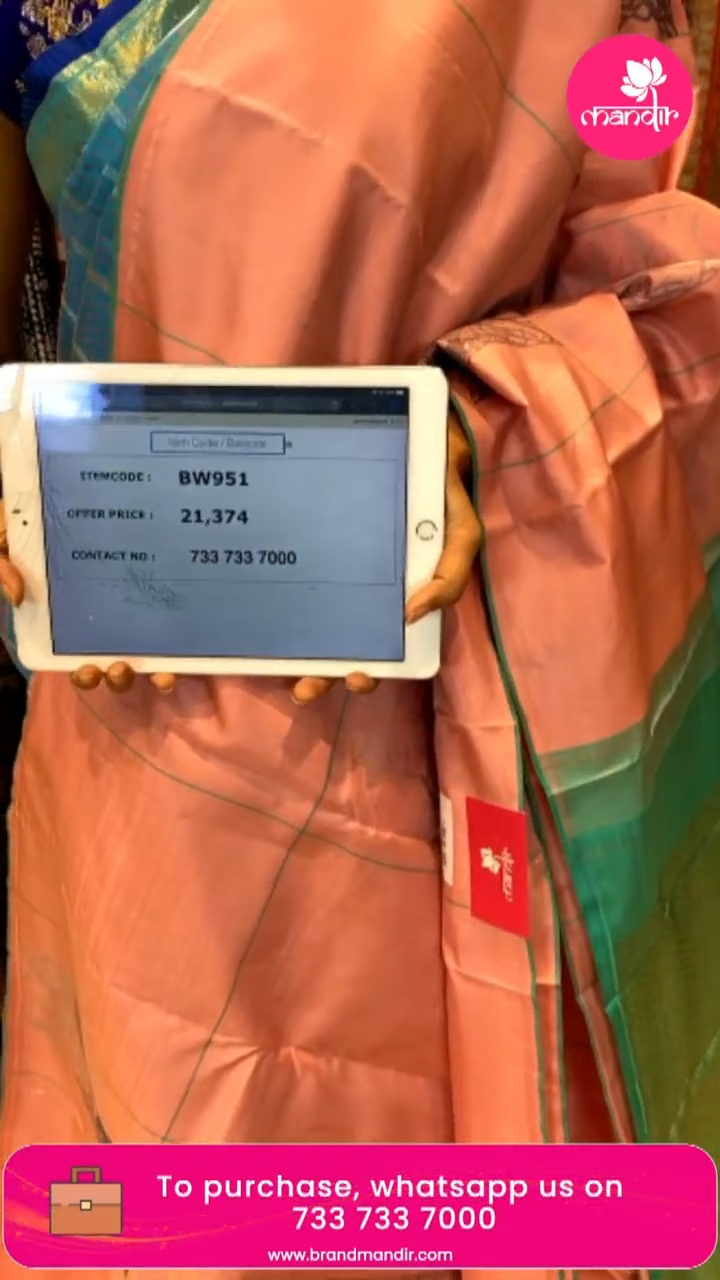 mandir
Item Code / Barcode
ITEMCODE : BW951
OFFER PRICE : 21,374
CONTACT NO : 733 733 7000
mandir
To purchase, whatsapp us on
733 733 7000
www.brandmandir.com